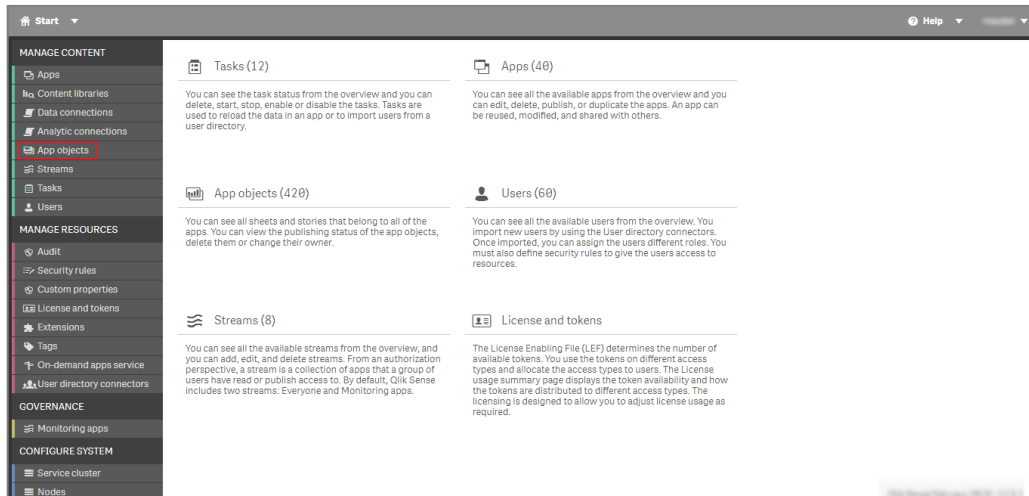 Start
Help
MANAGE CONTENT
Apps
Content libraries
Data connections
Analytic connections
App objects
Streams
Tasks
Users
MANAGE RESOURCES
Audit
Security rules
Custom properties
License and tokens
Extensions
Tags
On-demand apps service
User directory connectors
GOVERNANCE
Monitoring apps
CONFIGURE SYSTEM
Service cluster
Nodes
Tasks (12)
You can see the task status from the overview and you can
delete, start, stop, enable or disable the tasks. Tasks are
used to reload the data in an app or to import users from a
user directory.
Apps (40)
You can see all the available apps from the overview and you
can edit, delete, publish, or duplicate the apps. An app can
be reused, modified, and shared with others.
App objects (420)
You can see all sheets and stories that belong to all of the
apps. You can view the publishing status of the app objects,
delete them or change their owner.
Users (60)
You can see all the available users from the overview. You
import new users by using the User directory connectors.
Once imported, you can assign the users different roles. You
must also define security rules to give the users access to
resources.
Streams (8)
You can see all the available streams from the overview, and
you can add, edit, and delete streams. From an authorization
perspective, a stream is a collection of apps that a group of
users have read or publish access to. By default, Qlik Sense
includes two streams: Everyone and Monitoring apps.
License and tokens
The License Enabling File (LEF) determines the number of
available tokens. You use the tokens on different access
types and allocate the access types to users. The License
usage summary page displays the token availability and how
the tokens are distributed to different access types. The
licensing is designed to allow you to adjust license usage as
required.